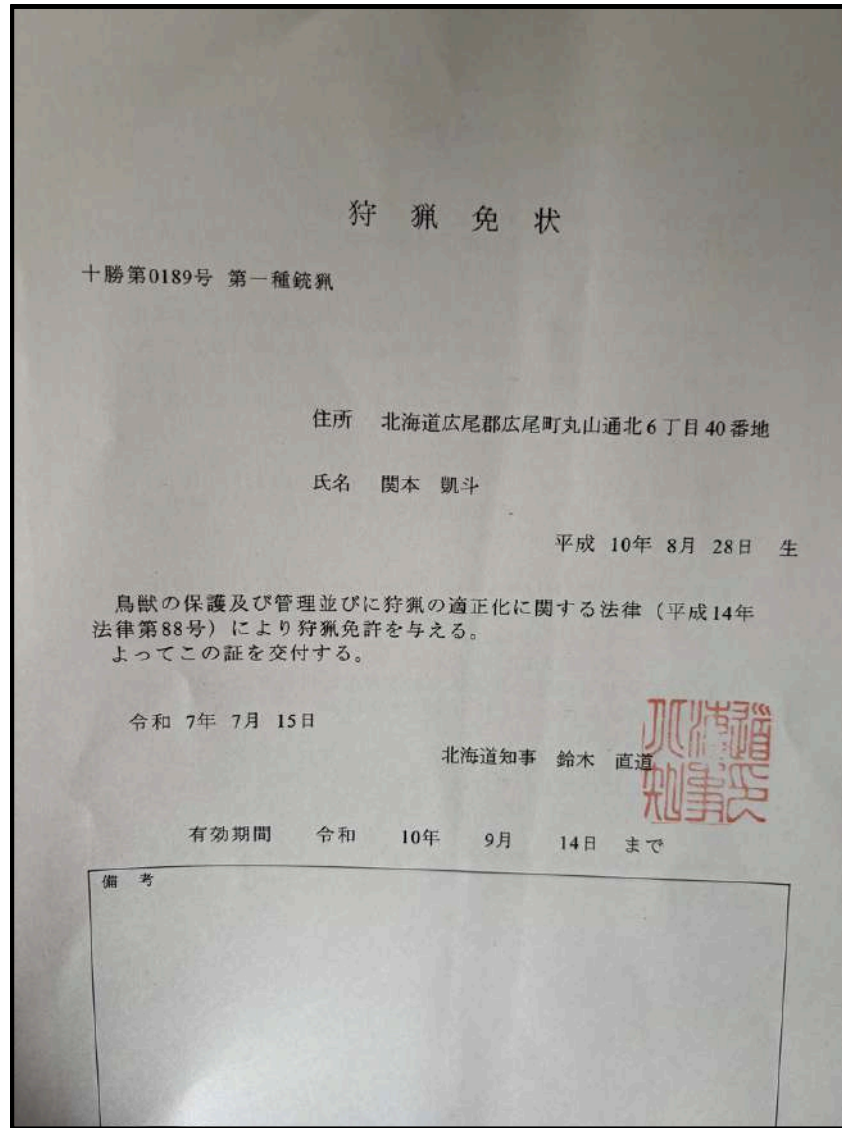 狩猟免状
十勝第0189号 第一種銃猟
住所 北海道広尾郡広尾町丸山通北6丁目40番地
氏名 関本 凱斗
平成 10年 8月 28日 生
鳥獣の保護及び管理並びに狩猟の適正化に関する法律（平成14年
法律第88号）により狩猟免許を与える。
よってこの証を交付する。
令和 7年 7月 15日
北海道知事 鈴木 直道
北海道知事之印
有効期間 令和 10年 9月 14日 まで
備考